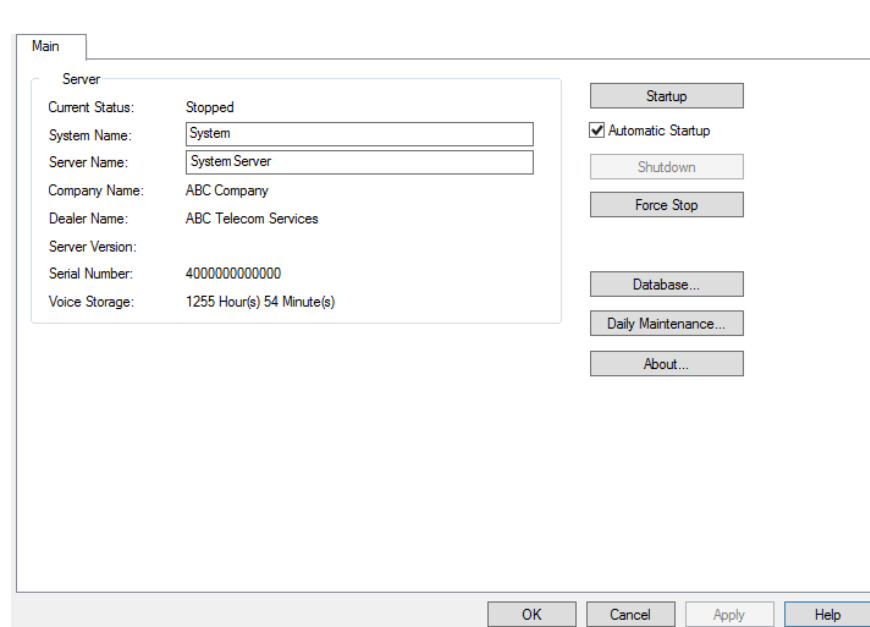 Main
Server
Current Status: Stopped
System Name: System
Server Name: System Server
Company Name: ABC Company
Dealer Name: ABC Telecom Services
Server Version:
Serial Number: 4000000000000
Voice Storage: 1255 Hour(s) 54 Minute(s)
Startup
Automatic Startup
Shutdown
Force Stop
Database...
Daily Maintenance...
About...
OK Cancel Apply Help